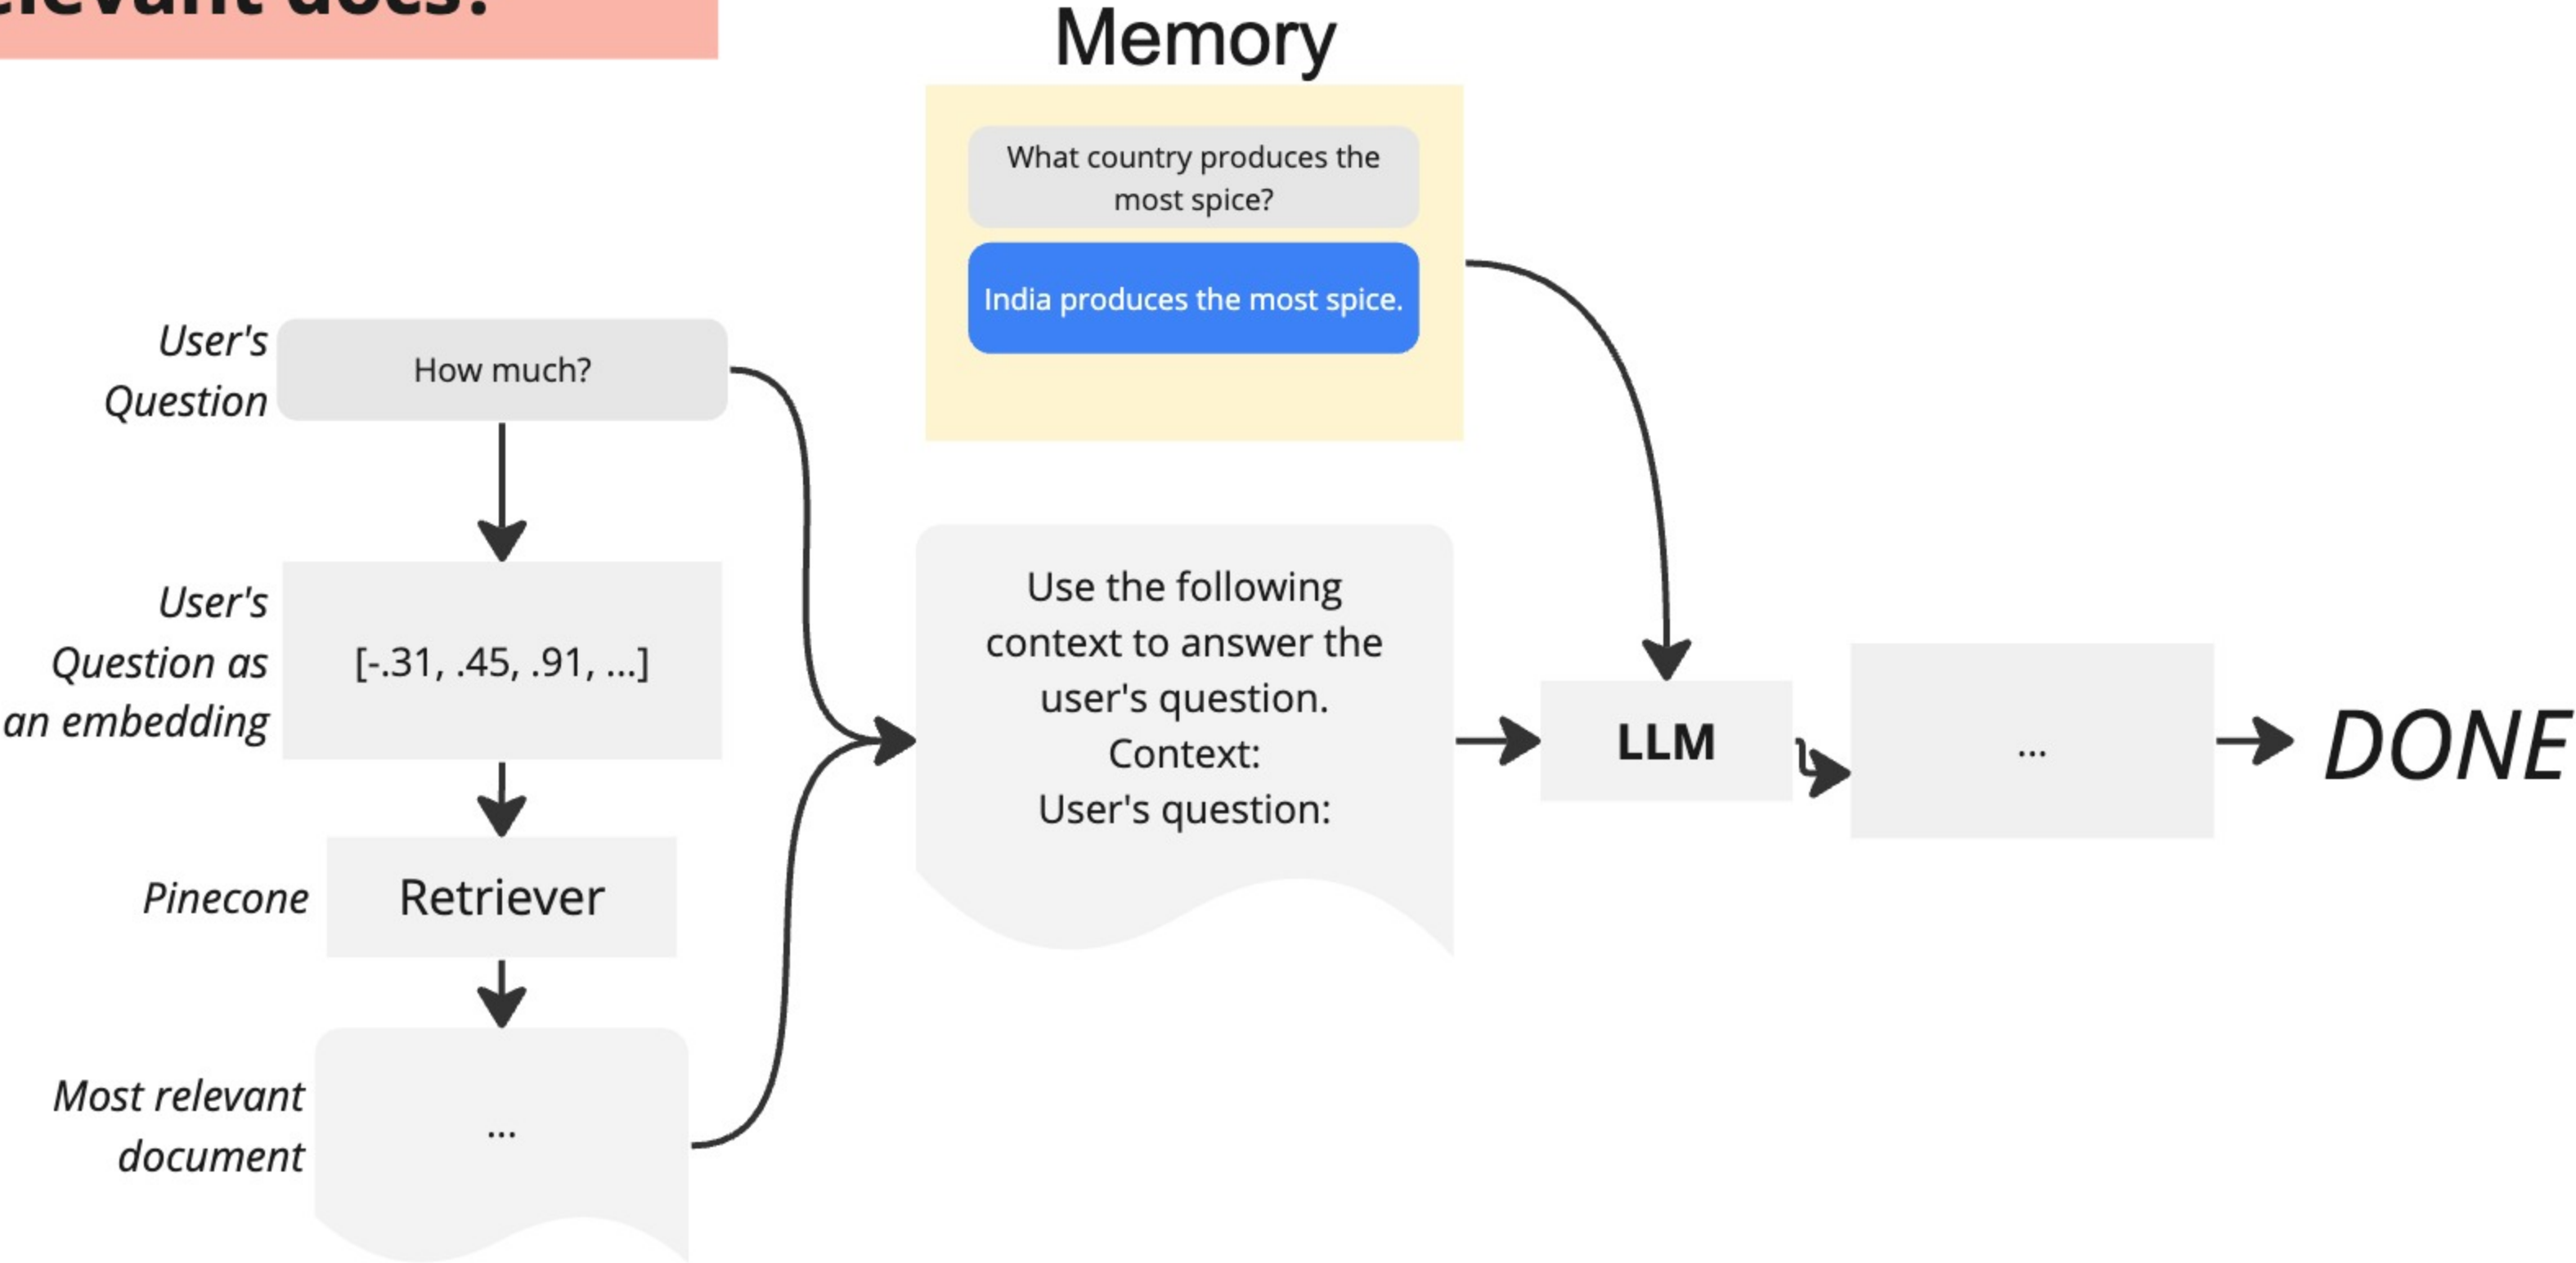 docs?
Memory
What country produces the
most spice?
India produces the most spice.
User's
Question
How much?
User's
Question as
an embedding
[-.31, .45, .91, ...]
Pinecone
Retriever
Most relevant
document
...
Use the following
context to answer the
user's question.
Context:
User's question:
LLM
...
DONE